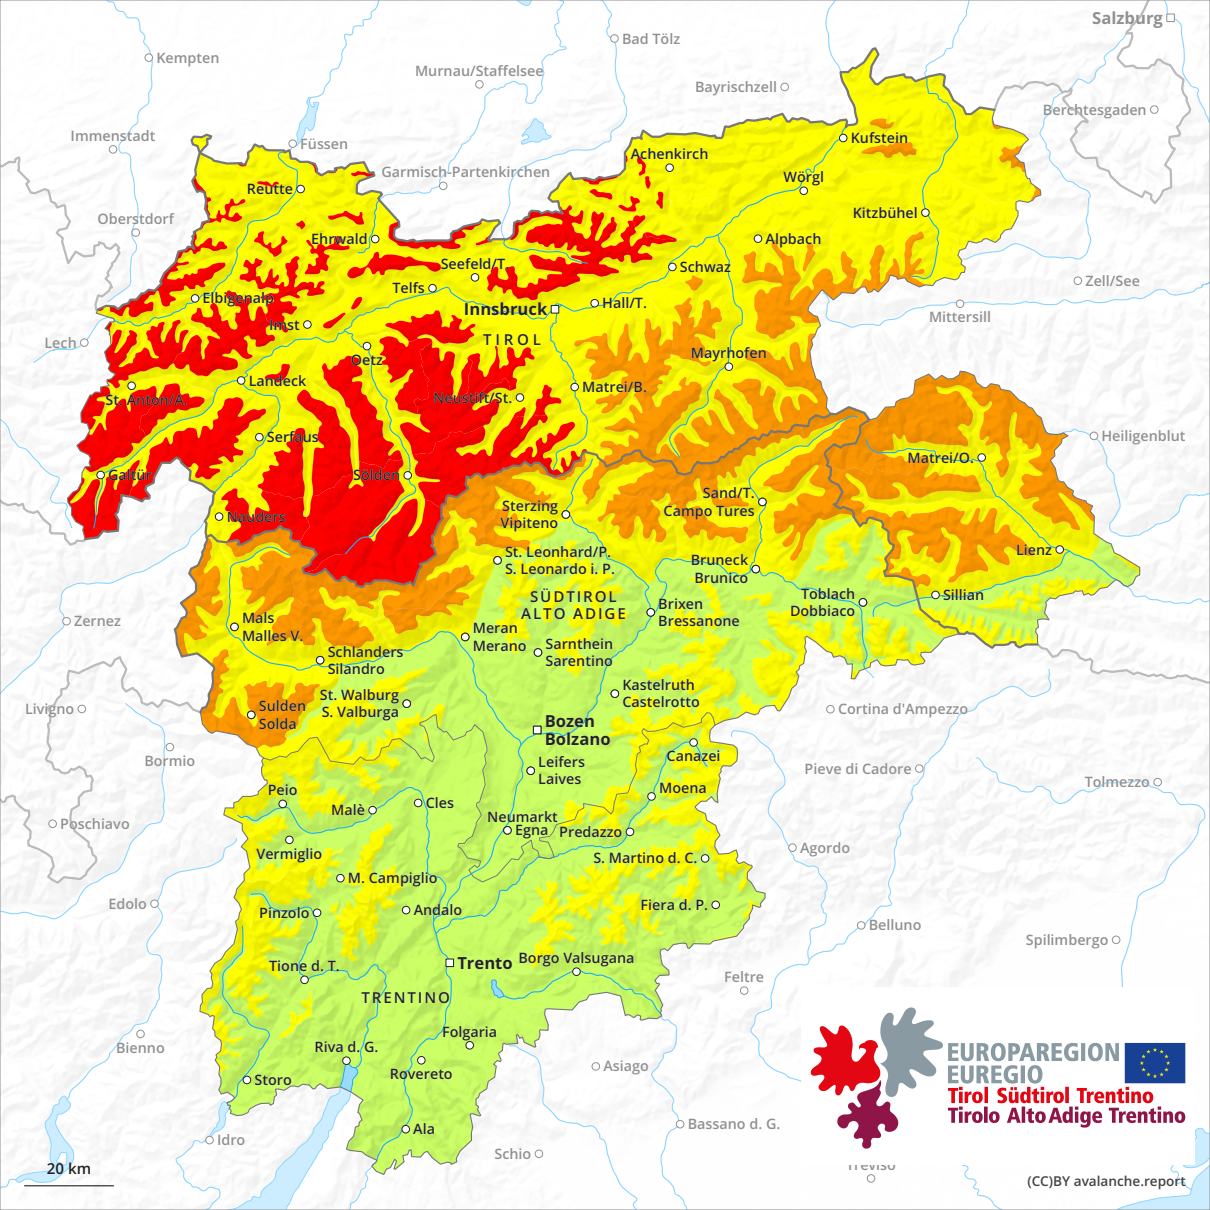 Salzburg
Bad Tölz
Kempten
Murnau/Staffelsee
Bayrischzell
Berchtesgaden
Immenstadt
Füssen
Kufstein
Achenkirch
Garmisch-Partenkirchen
Wörgl
Reutte
Oberstdorf
Kitzbühel
Ehrwald
Alpbach
Seefeld/T.
Schwaz
Zell/See
Telfs
Elbigenalp
Hall/T.
Innsbruck
Mittersill
Imst
TIROL
Lech
Oetz
Mayrhofen
Landeck
Matrei/B.
St. Anton/A.
Neustift/St.
Serfaus
Heiligenblut
Matrei/O.
Galtür
Sölden
Sand/T.
Campo Tures
Sterzing
Vipiteno
Nauders
Lienz
St. Leonhard/P.
S. Leonardo i. P.
Bruneck
Brunico
SÜDTIROL
ALTO ADIGE
Toblach
Dobbiaco
Sillian
Brixen
Bressanone
Zernez
Mals
Malles V.
Meran
Merano
Sarnthein
Sarentino
Schlanders
Silandro
Kastelruth
Castelrotto
St. Walburg
S. Valburga
Livigno
Sulden
Solda
Cortina d'Ampezzo
Bozen
Bolzano
Bormio
Canazei
Leifers
Laives
Pieve di Cadore
Tolmezzo
Peio
Moena
Malè
Cles
Neumarkt
Egna
Poschiavo
Predazzo
Vermiglio
S. Martino d. C.
Agordo
M. Campiglio
Edolo
Pinzolo
Andalo
Fiera d. P.
Belluno
Spilimbergo
Trento
Borgo Valsugana
Tione d. T.
Feltre
TRENTINO
Folgaria
Bienno
Riva d. G.
Rovereto
Asiago
Storo
EUROPAREGION
EUREGIO
Tirol Südtirol Trentino
Tirolo Alto Adige Trentino
Ala
Bassano d. G.
Idro
Schio
Treviso
20 km
(CC)BY avalanche.report